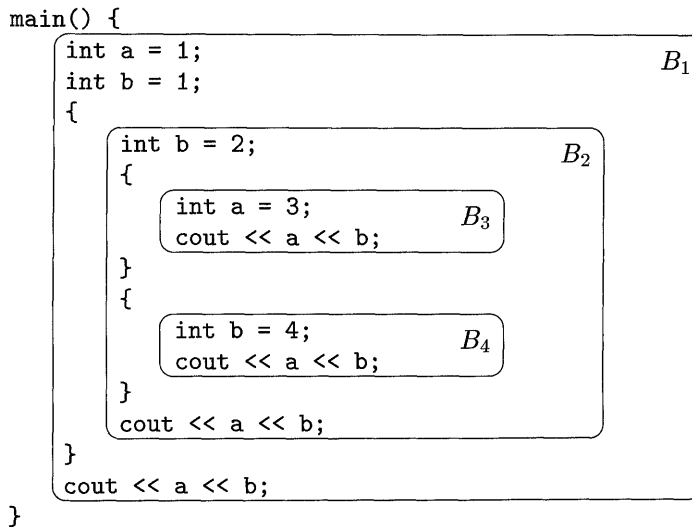 main() {
int a = 1;
B₁
int b = 1;
{
int b = 2;
B₂
{
int a = 3;
B₃
cout << a << b;
}
{
int b = 4;
B₄
cout << a << b;
}
cout << a << b;
}
cout << a << b;
}